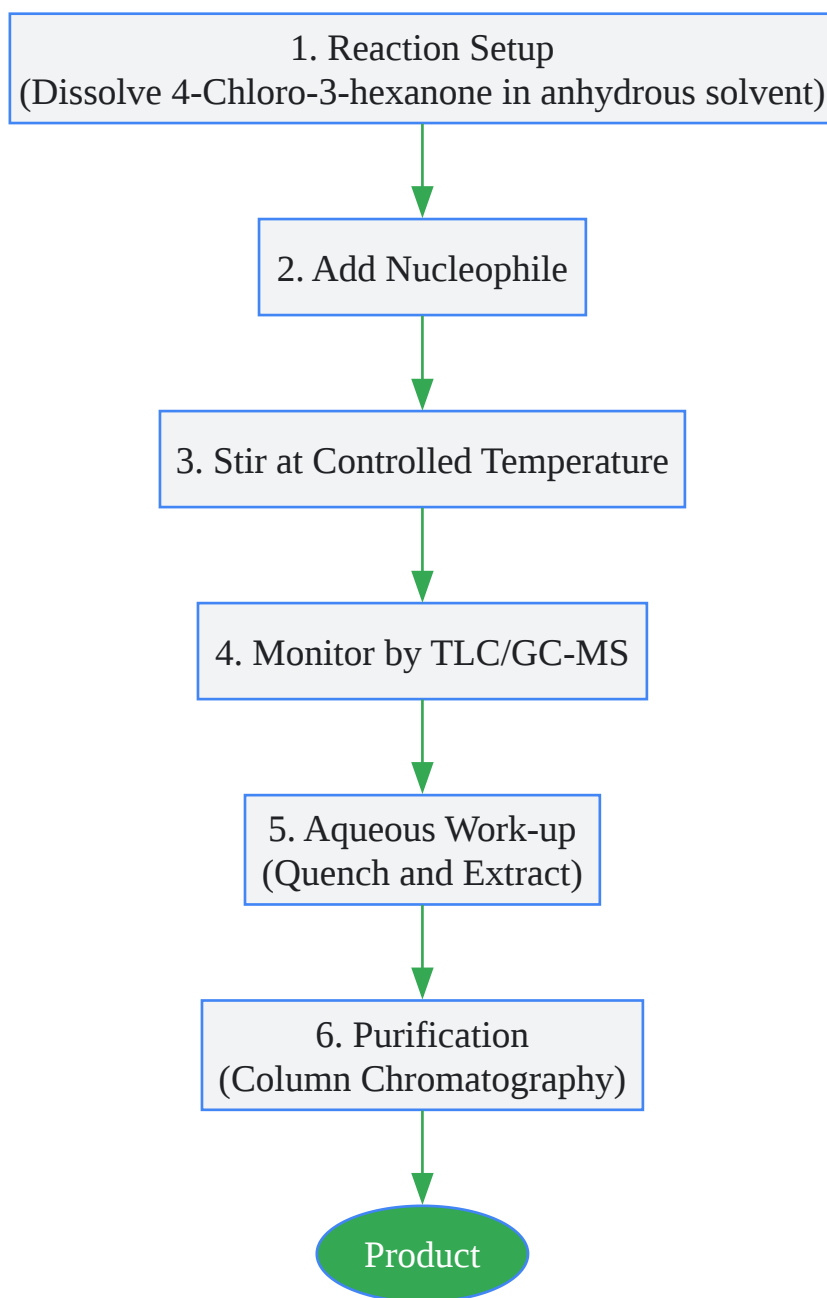 1. Reaction Setup
(Dissolve 4-Chloro-3-hexanone in anhydrous solvent)
2. Add Nucleophile
3. Stir at Controlled Temperature
4. Monitor by TLC/GC-MS
5. Aqueous Work-up
(Quench and Extract)
6. Purification
(Column Chromatography)
Product